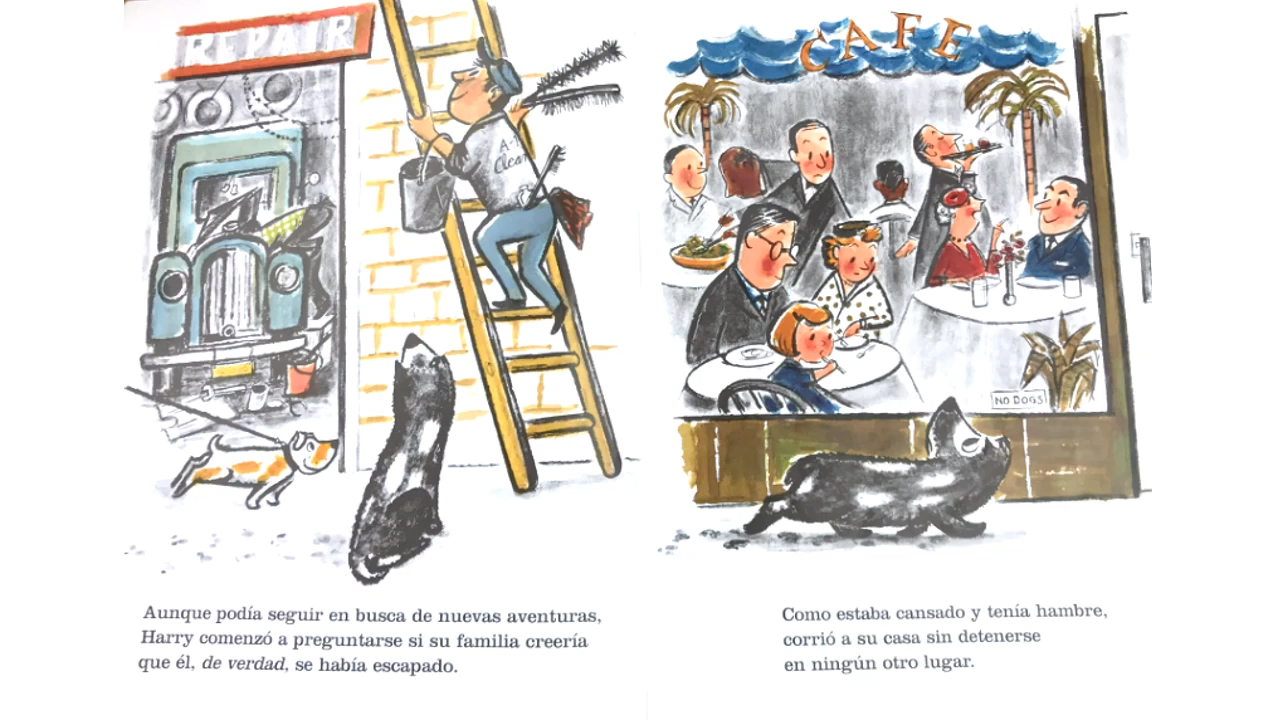 REPAIR
A-1
Clean
CAFE
NO DOGS
Aunque podía seguir en busca de nuevas aventuras,
Harry comenzó a preguntarse si su familia creería
que él, de verdad, se había escapado.
Como estaba cansado y tenía hambre,
corrió a su casa sin detenerse
en ningún otro lugar.